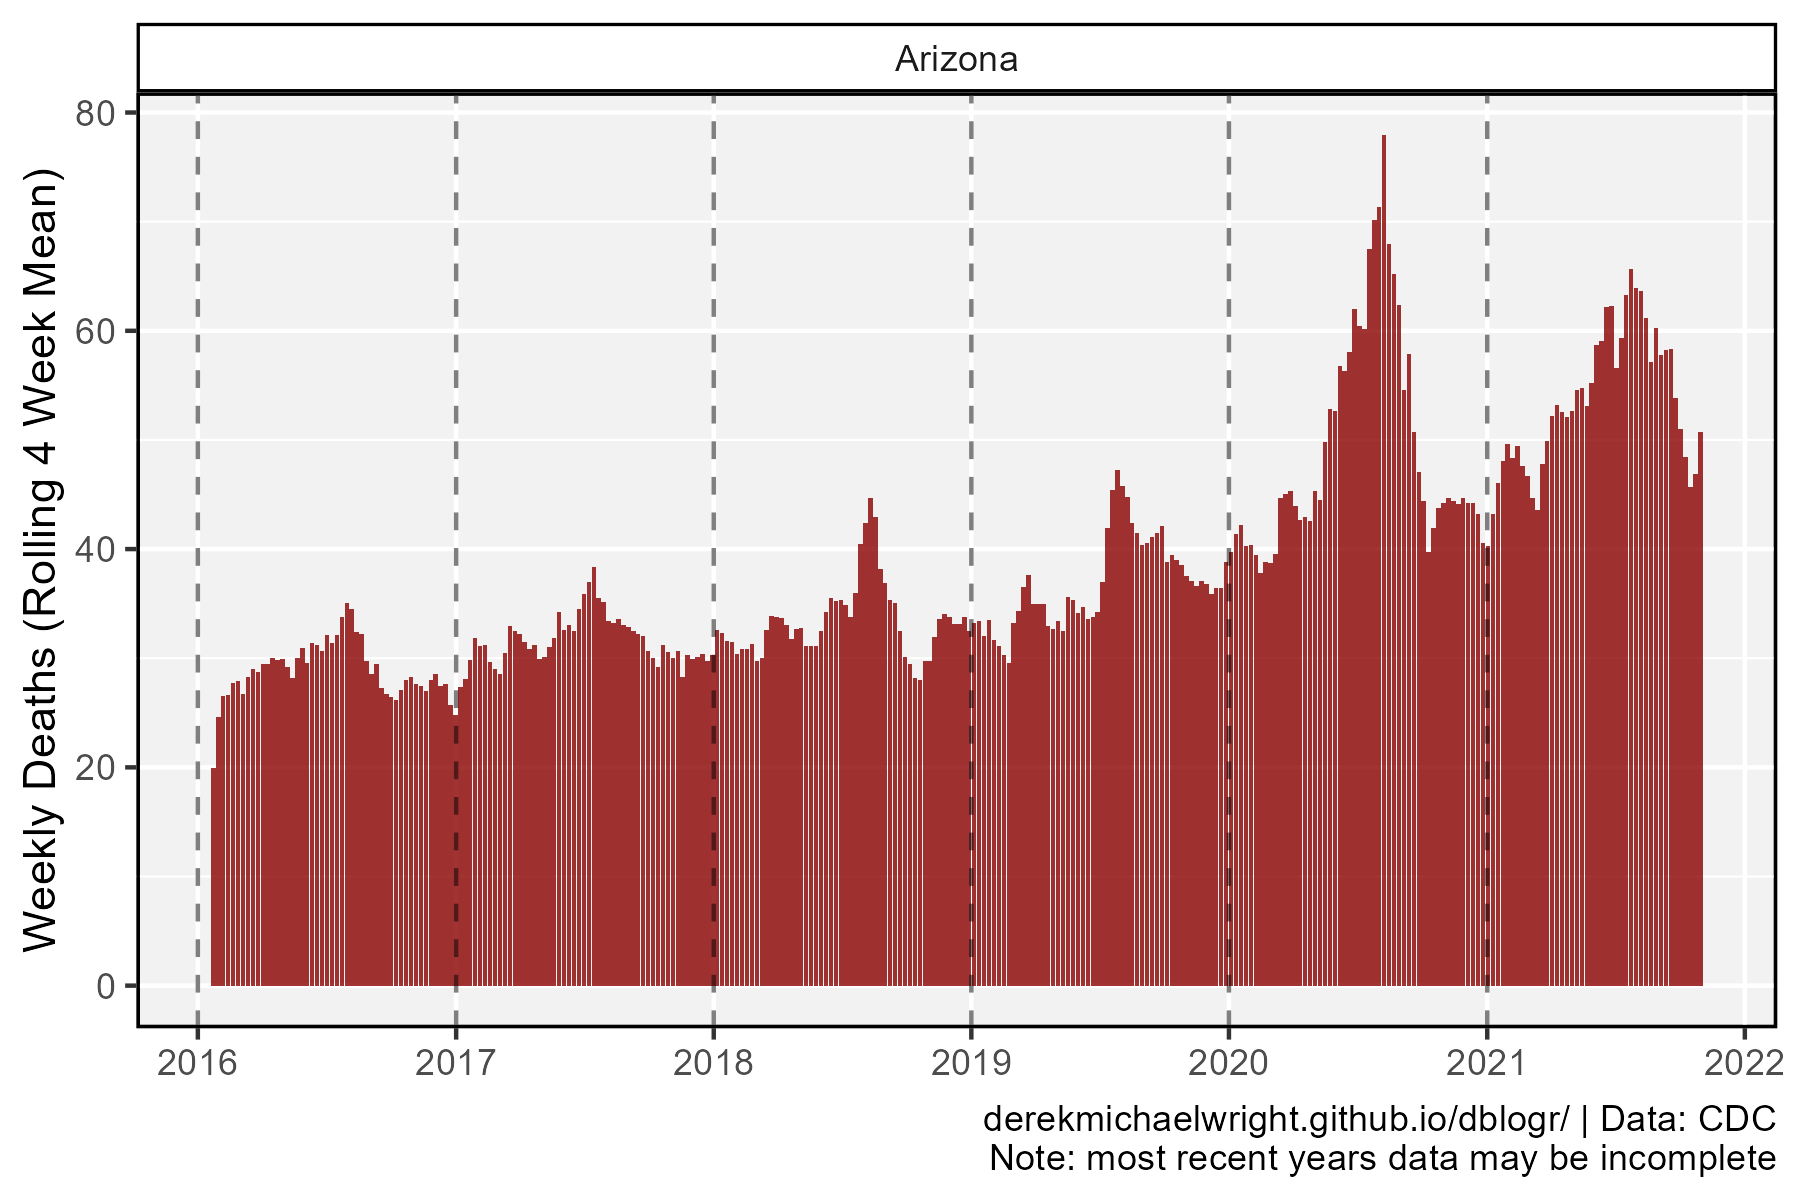 Arizona
Weekly Deaths (Rolling 4 Week Mean)
80
60
40
20
0
2016 2017 2018 2019 2020 2021 2022
derekmichaelwright.github.io/dblogr/ | Data: CDC
Note: most recent years data may be incomplete